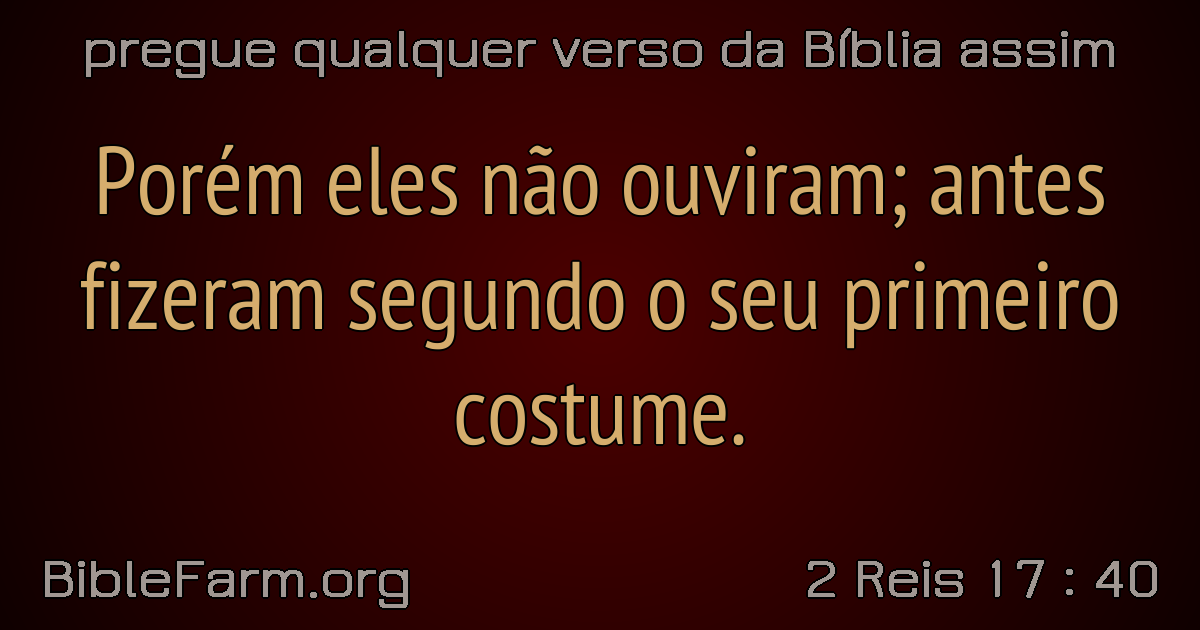 pregue qualquer verso da Bíblia assim
Porém eles não ouviram; antes
fizeram segundo o seu primeiro
costume.
BibleFarm.org
2 Reis 17 : 40